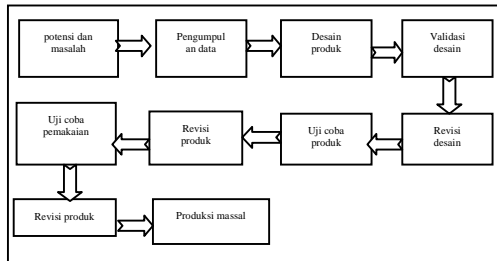 potensi dan
masalah
Pengumpul
an data
Desain
produk
Validasi
desain
Revisi
desain
Uji coba
produk
Revisi
produk
Uji coba
pemakaian
Revisi produk
Produksi massal